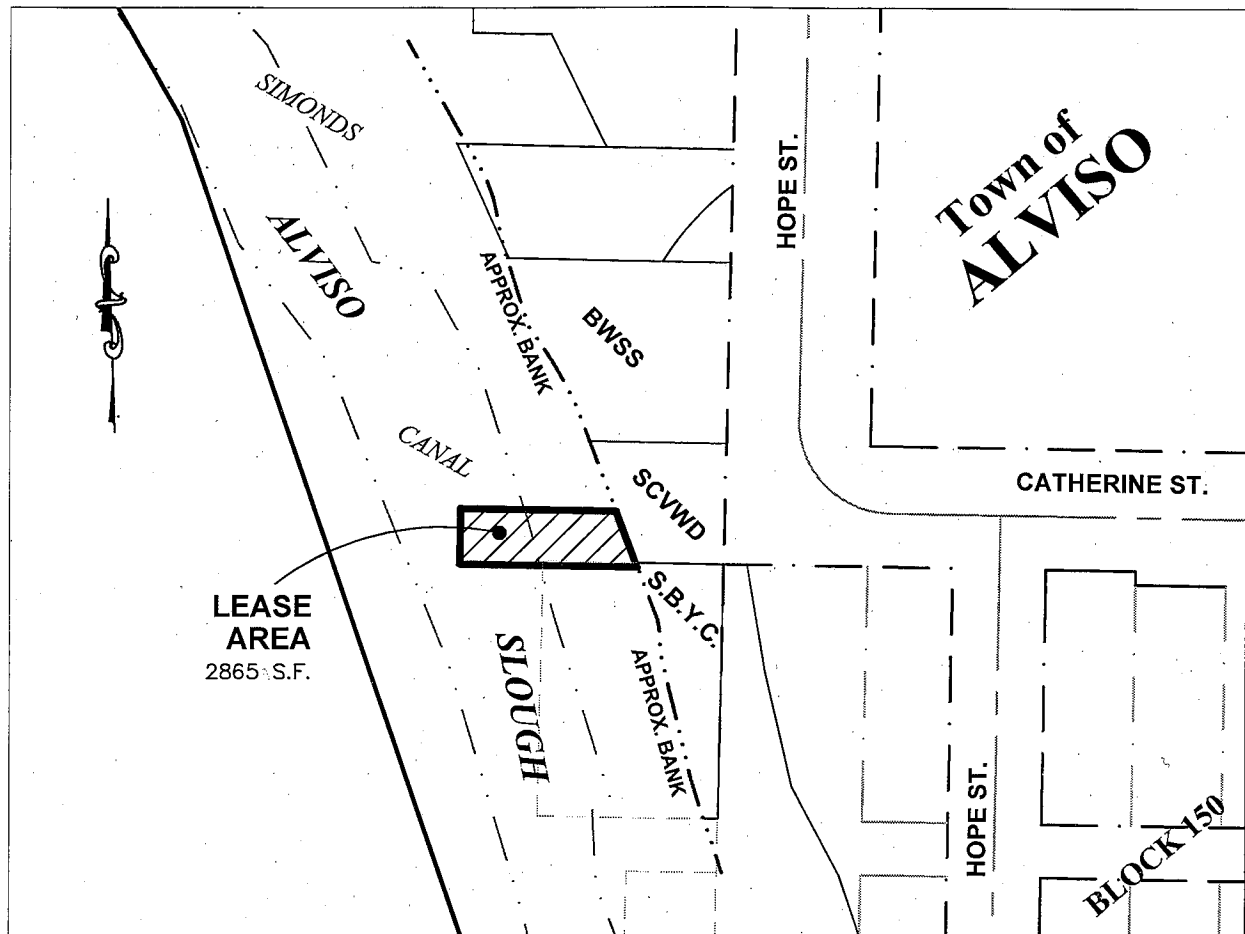 SIMONDS
ALVISO
APPROX. BANK
BWSS
HOPE ST.
Town of
ALVISO
CANAL
SCVWD
CATHERINE ST.
LEASE
AREA
2865 S.F.
S.B.Y.C.
SLOUGH
APPROX. BANK
HOPE ST.
BLOCK 150